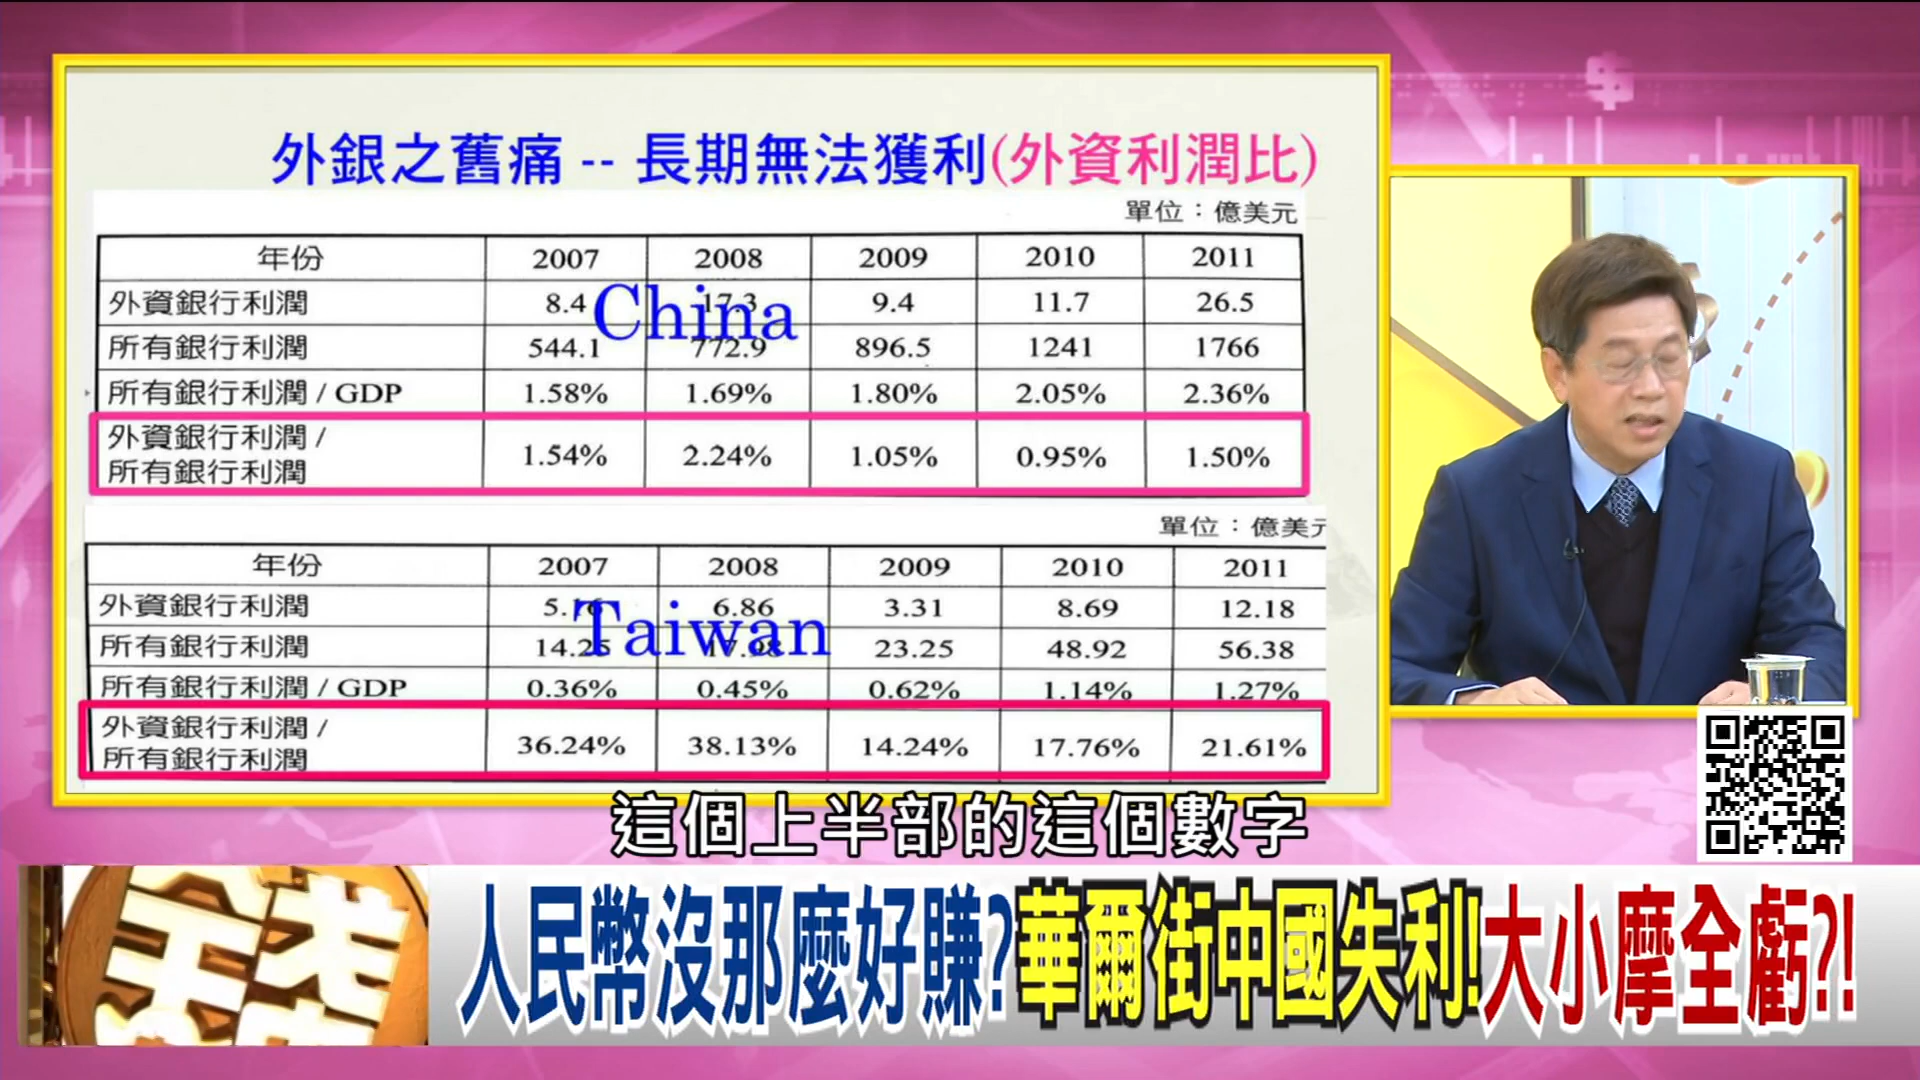 外銀之舊痛 -- 長期無法獲利(外資利潤比)
單位：億美元
年份 2007 2008 2009 2010 2011
外資銀行利潤 8.4 17.3 9.4 11.7 26.5
China
所有銀行利潤 544.1 772.9 896.5 1241 1766
所有銀行利潤 / GDP 1.58% 1.69% 1.80% 2.05% 2.36%
外資銀行利潤 /
所有銀行利潤 1.54% 2.24% 1.05% 0.95% 1.50%
單位：億美元
年份 2007 2008 2009 2010 2011
外資銀行利潤 6.86 3.31 8.69 12.18
Taiwan
所有銀行利潤 14.25 23.25 48.92 56.38
所有銀行利潤 / GDP 0.36% 0.45% 0.62% 1.14% 1.27%
外資銀行利潤 /
所有銀行利潤 36.24% 38.13% 14.24% 17.76% 21.61%
這個上半部的這個數字
人民幣沒那麼好賺?華爾街中國失利!大小摩全虧?!